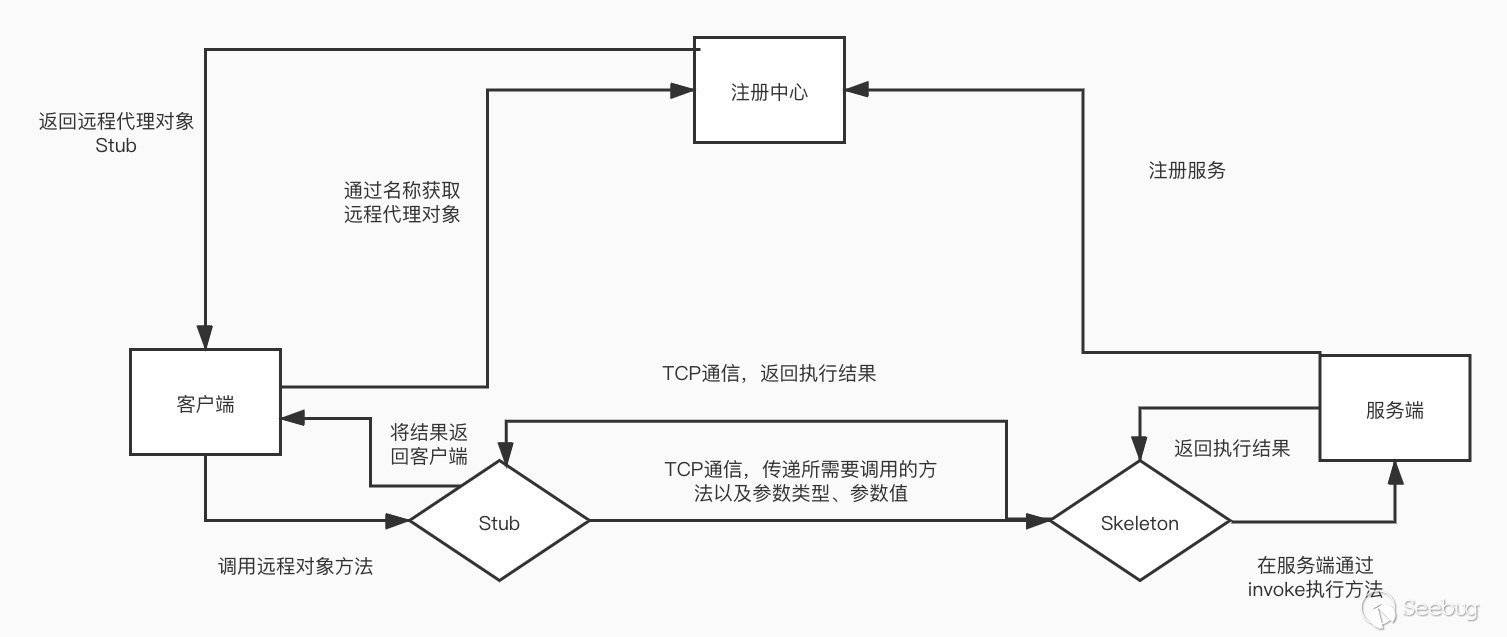 注册中心
返回远程代理对象
Stub
注册服务
通过名称获取
远程代理对象
TCP通信，返回执行结果
客户端
服务端
将结果返
回客户端
返回执行结果
TCP通信，传递所需要调用的方
法以及参数类型、参数值
Stub
Skeleton
调用远程对象方法
在服务端通过
invoke执行方法
Seebug